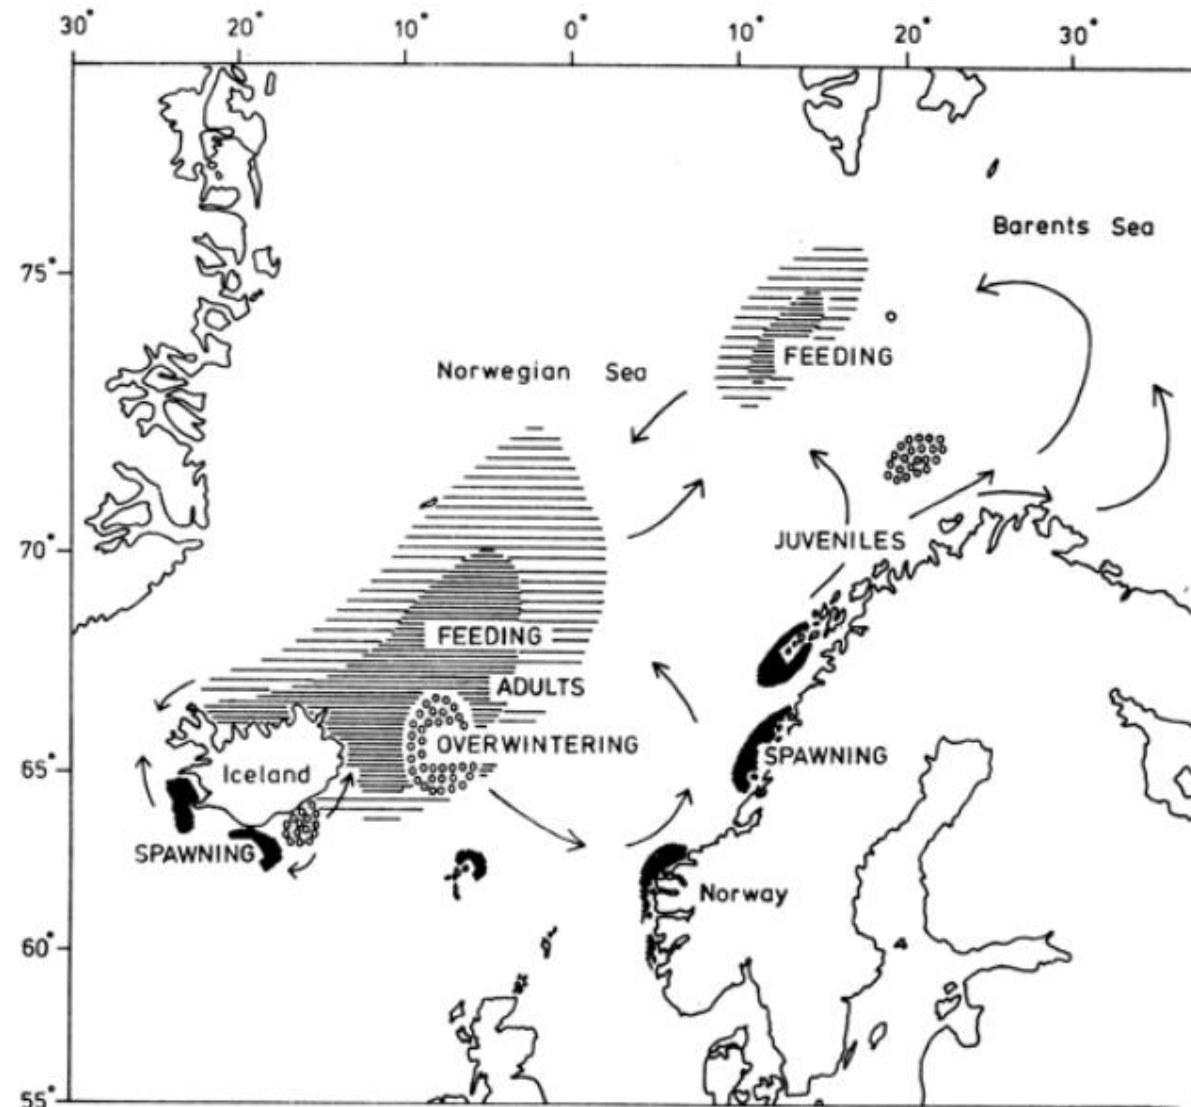 30° 20° 10° 0° 10° 20° 30°
Barents Sea
75°
FEEDING
Norwegian Sea
70°
JUVENILES
FEEDING
ADULTS
OVERWINTERING
SPAWNING
65°
Iceland
SPAWNING
Norway
60°
55°